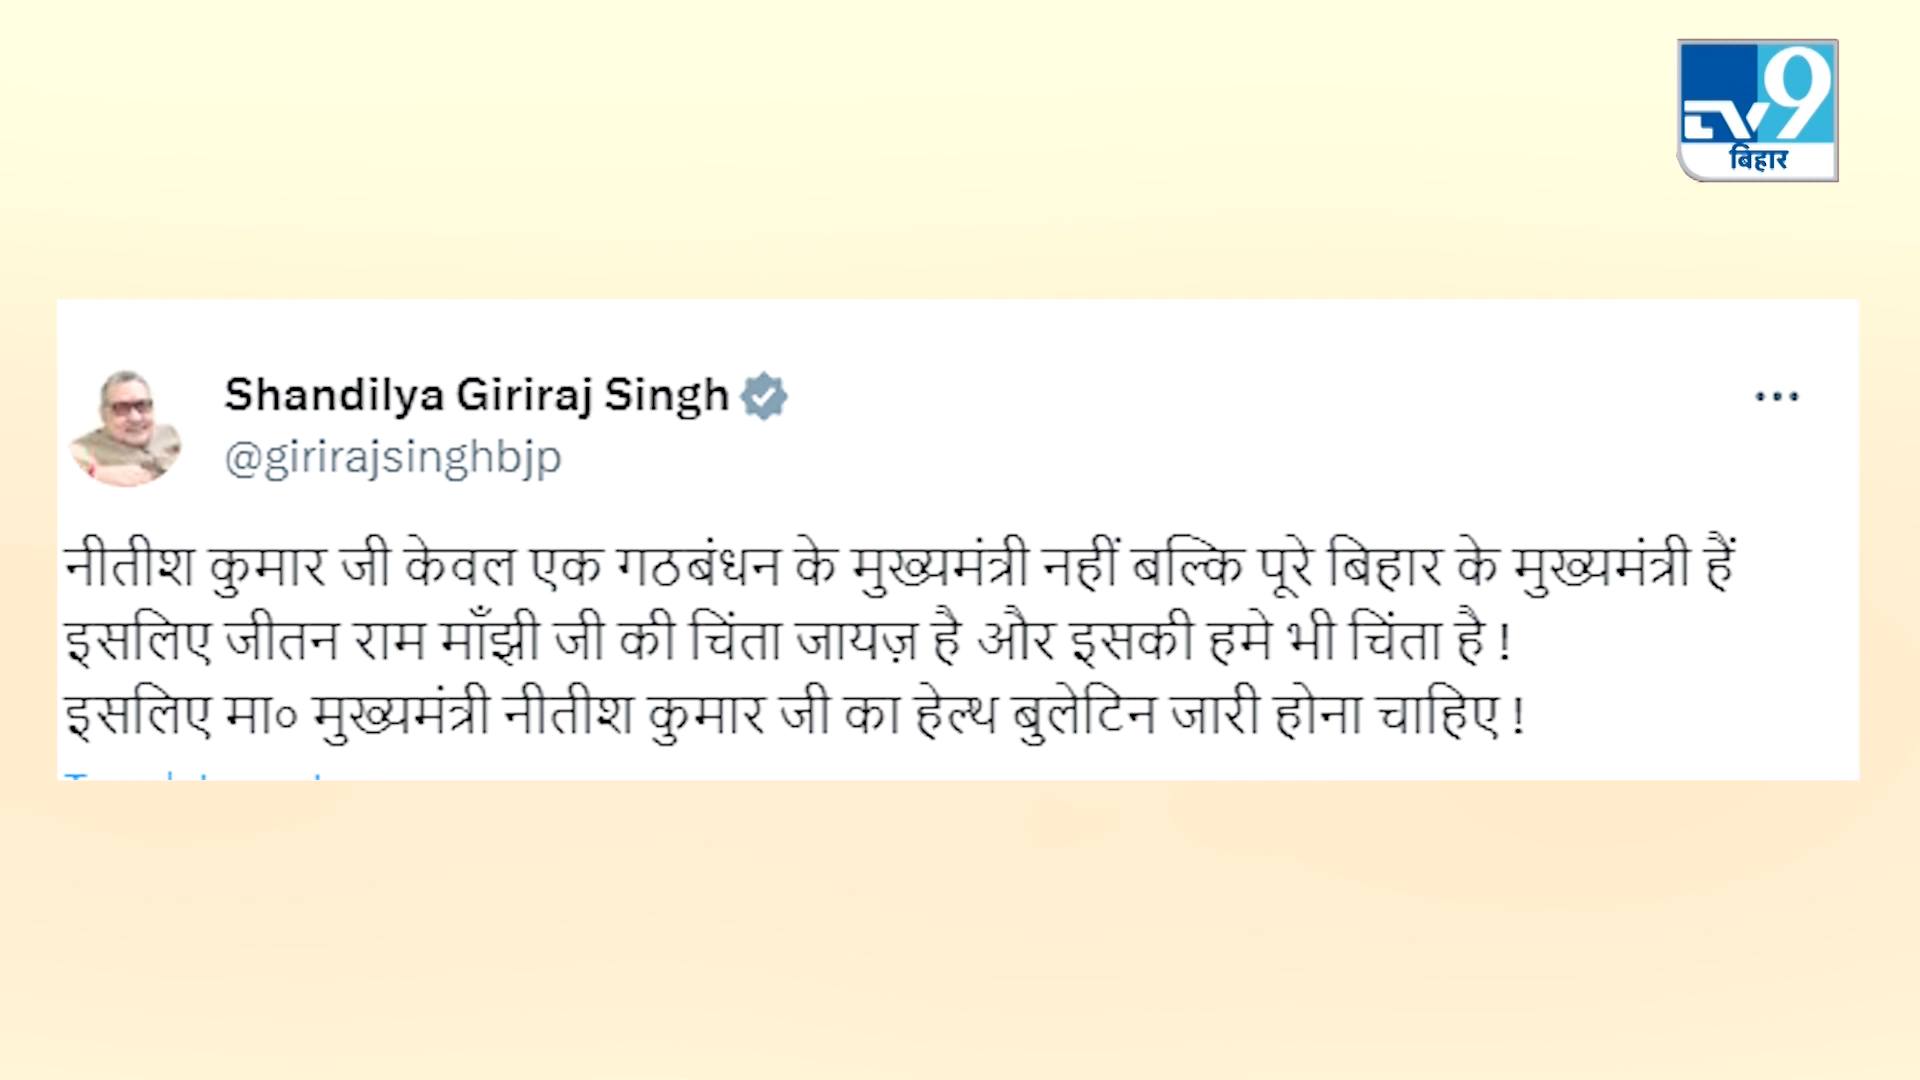 TV9
बिहार
Shandilya Giriraj Singh
@girirajsinghbjp
नीतीश कुमार जी केवल एक गठबंधन के मुख्यमंत्री नहीं बल्कि पूरे बिहार के मुख्यमंत्री हैं
इसलिए जीतन राम माँझी जी की चिंता जायज़ है और इसकी हमे भी चिंता है !
इसलिए मा० मुख्यमंत्री नीतीश कुमार जी का हेल्थ बुलेटिन जारी होना चाहिए !